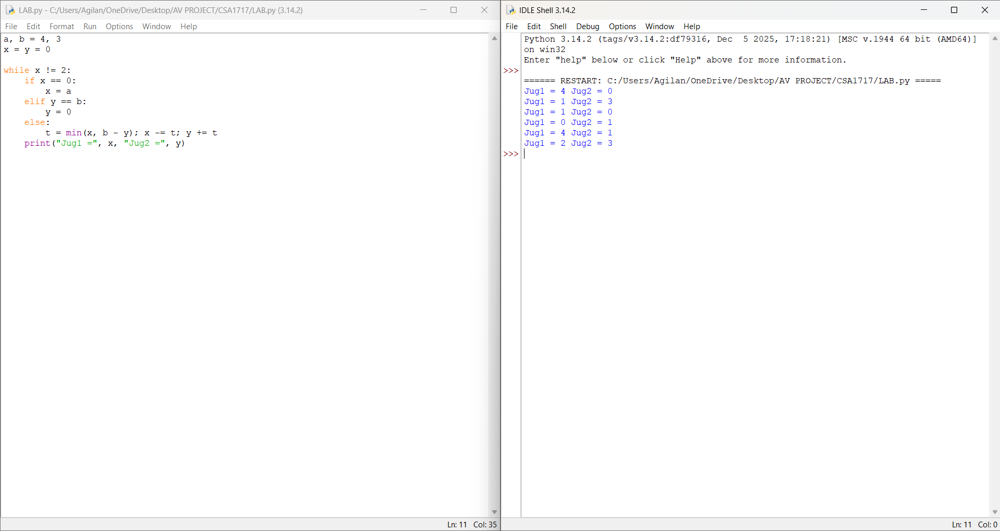 LAB.py - C:/Users/Agilan/OneDrive/Desktop/AV PROJECT/CSA1717/LAB.py (3.14.2)
File Edit Format Run Options Window Help
a, b = 4, 3
x = y = 0

while x != 2:
    if x == 0:
        x = a
    elif y == b:
        y = 0
    else:
        t = min(x, b - y); x -= t; y += t
    print("Jug1 =", x, "Jug2 =", y)
Ln: 11 Col: 35
IDLE Shell 3.14.2
File Edit Shell Debug Options Window Help
Python 3.14.2 (tags/v3.14.2:df79316, Dec  5 2025, 17:18:21) [MSC v.1944 64 bit (AMD64)]
on win32
Enter "help" below or click "Help" above for more information.
>>>
====== RESTART: C:/Users/Agilan/OneDrive/Desktop/AV PROJECT/CSA1717/LAB.py =====
Jug1 = 4 Jug2 = 0
Jug1 = 1 Jug2 = 3
Jug1 = 1 Jug2 = 0
Jug1 = 0 Jug2 = 1
Jug1 = 4 Jug2 = 1
Jug1 = 2 Jug2 = 3
>>>
Ln: 11 Col: 0